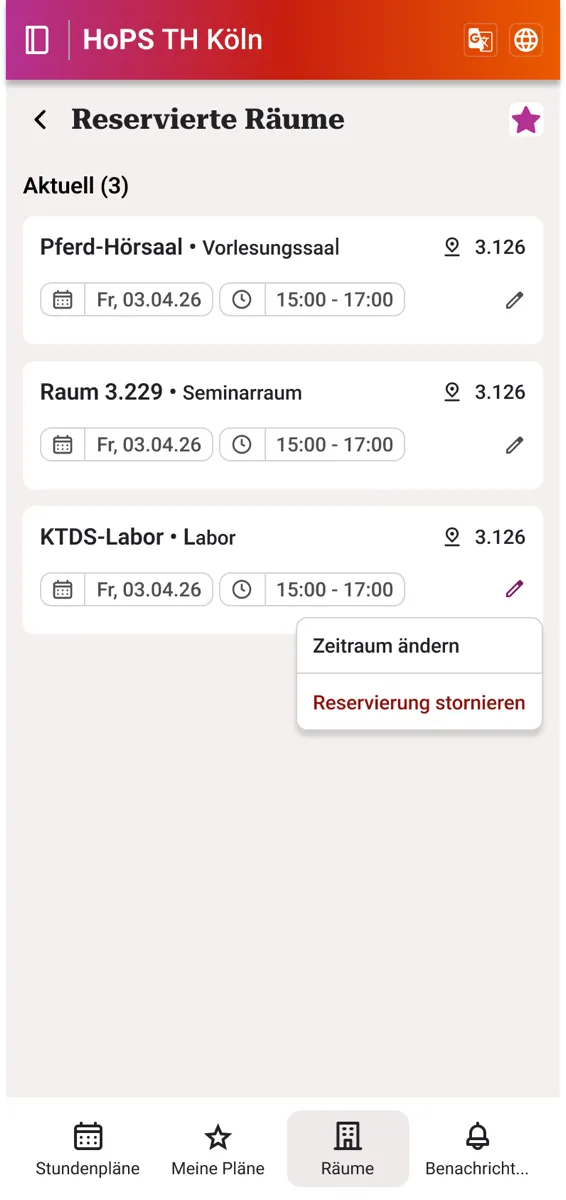 HoPS TH Köln
Reservierte Räume
Aktuell (3)
Pferd-Hörsaal • Vorlesungssaal 3.126
Fr, 03.04.26 15:00 - 17:00
Raum 3.229 • Seminarraum 3.126
Fr, 03.04.26 15:00 - 17:00
KTDS-Labor • Labor 3.126
Fr, 03.04.26 15:00 - 17:00
Zeitraum ändern
Reservierung stornieren
Stundenpläne Meine Pläne Räume Benachricht...